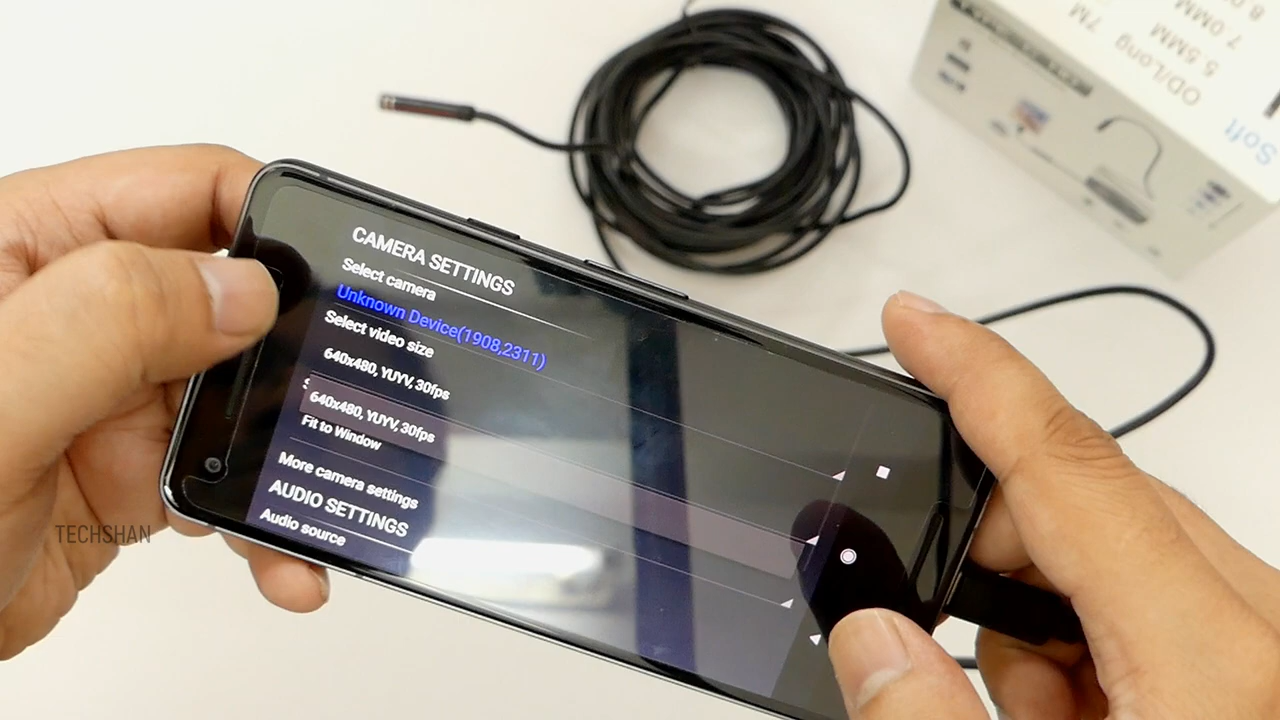 CAMERA SETTINGS
Select camera
Unknown Device(1908,2311)
Select video size
640x480, YUYV, 30fps
640x480, YUYV, 30fps
Fit to Window
More camera settings
AUDIO SETTINGS
Audio source
TECHSHAN
Soft
OD/Long 7M
5.5MM
7.0MM